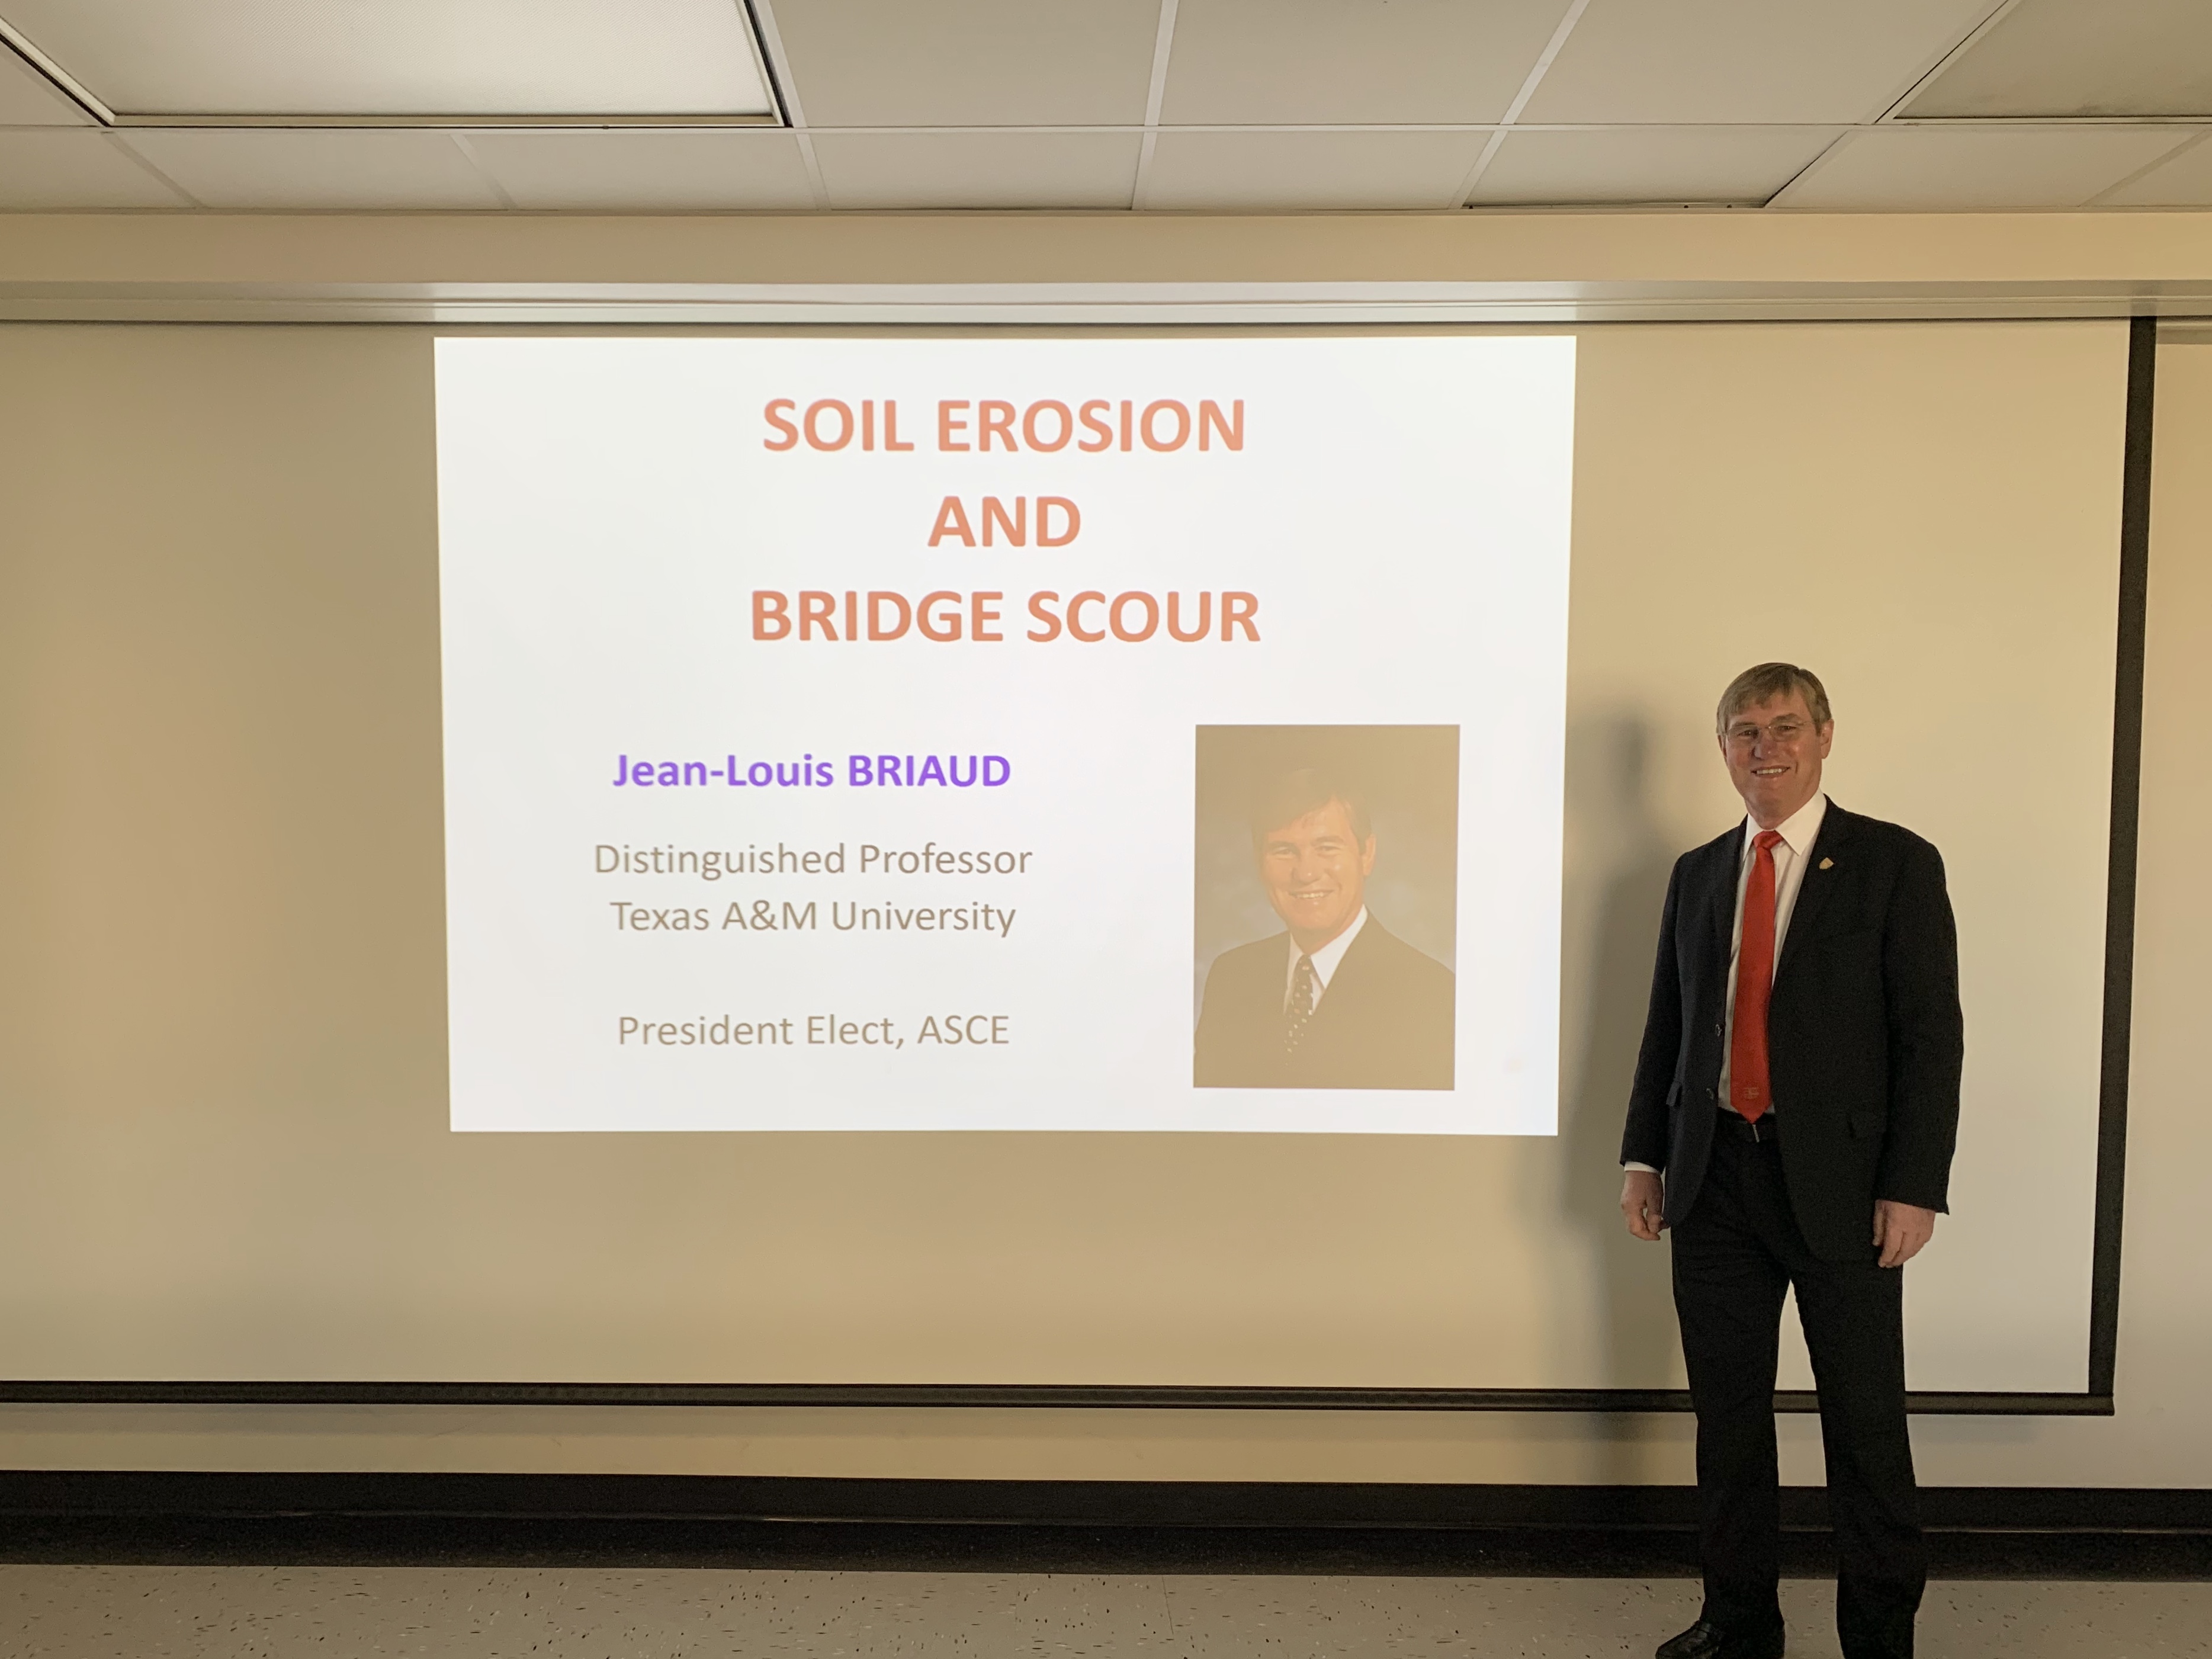 SOIL EROSION
AND
BRIDGE SCOUR
Jean-Louis BRIAUD
Distinguished Professor
Texas A&M University
President Elect, ASCE